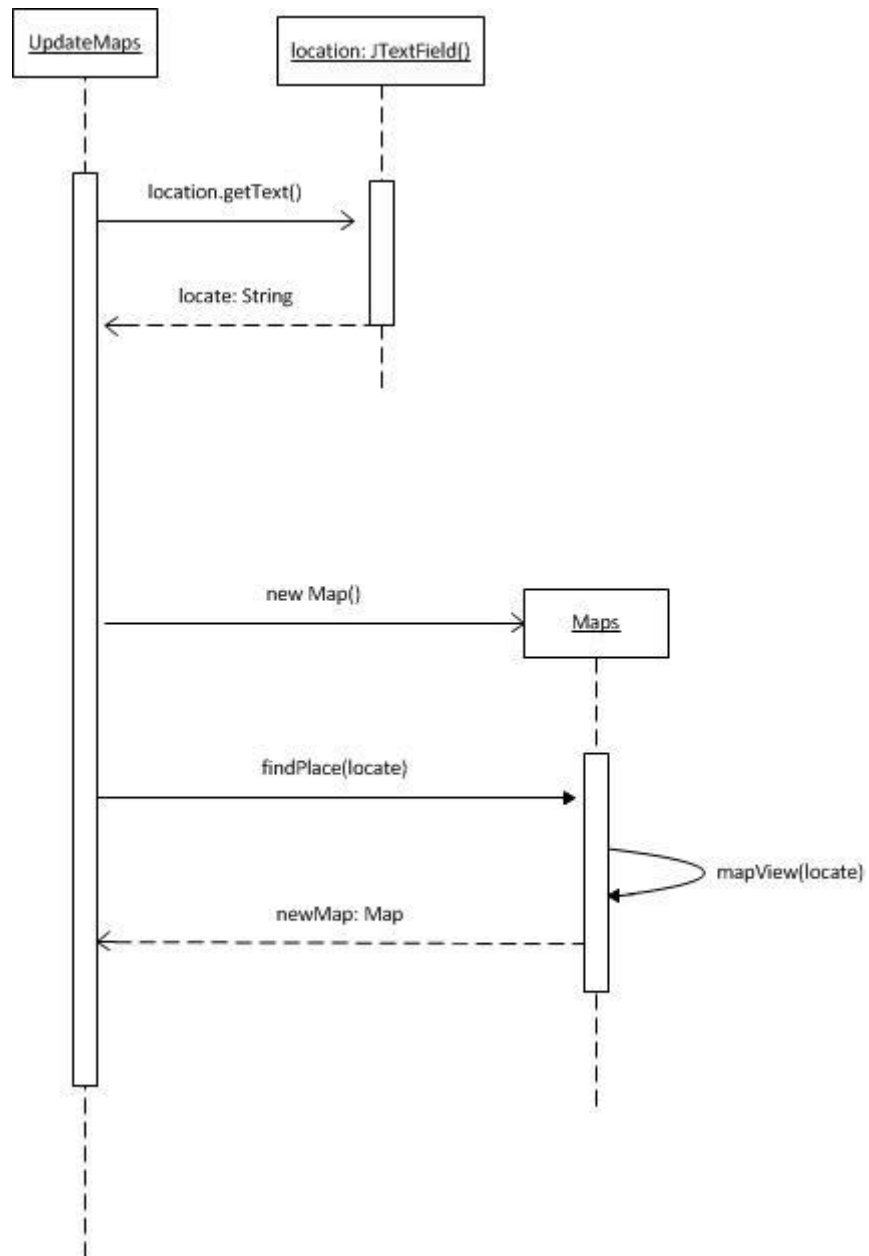 UpdateMaps
location: JTextField()
location.getText()
locate: String
new Map()
Maps
findPlace(locate)
mapView(locate)
newMap: Map